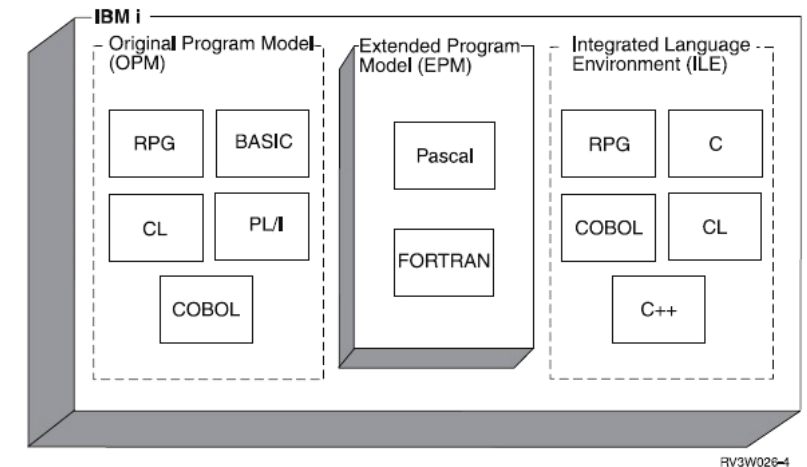 IBM i
Original Program Model
(OPM)
RPG
BASIC
CL
PL/I
COBOL
Extended Program
Model (EPM)
Pascal
FORTRAN
Integrated Language
Environment (ILE)
RPG
C
COBOL
CL
C++
RV3W026-4